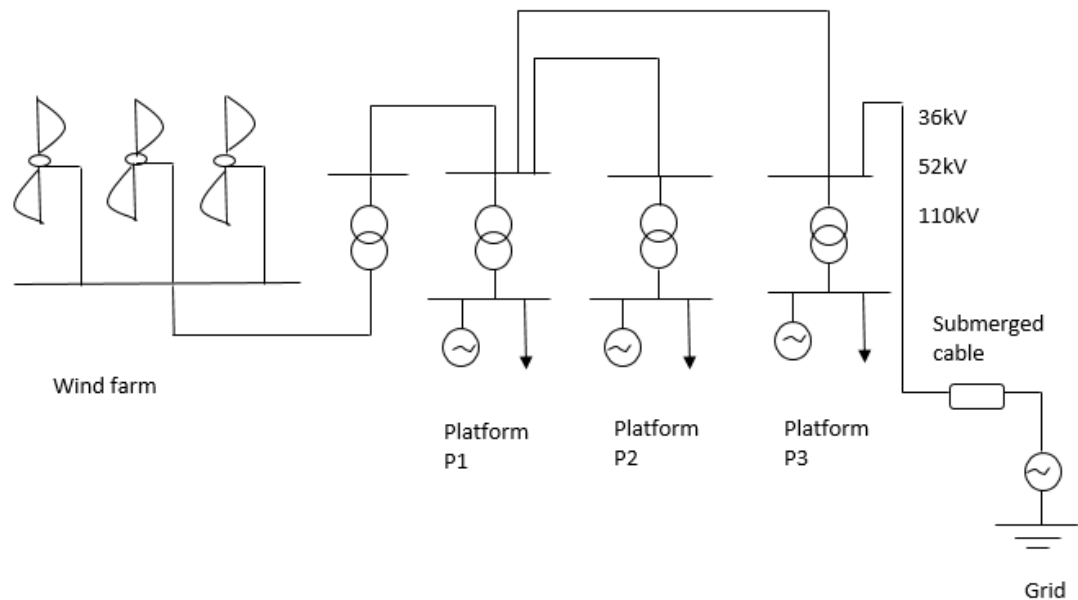 36kV
52kV
110kV
Submerged
cable
Wind farm
Platform
P1
Platform
P2
Platform
P3
Grid